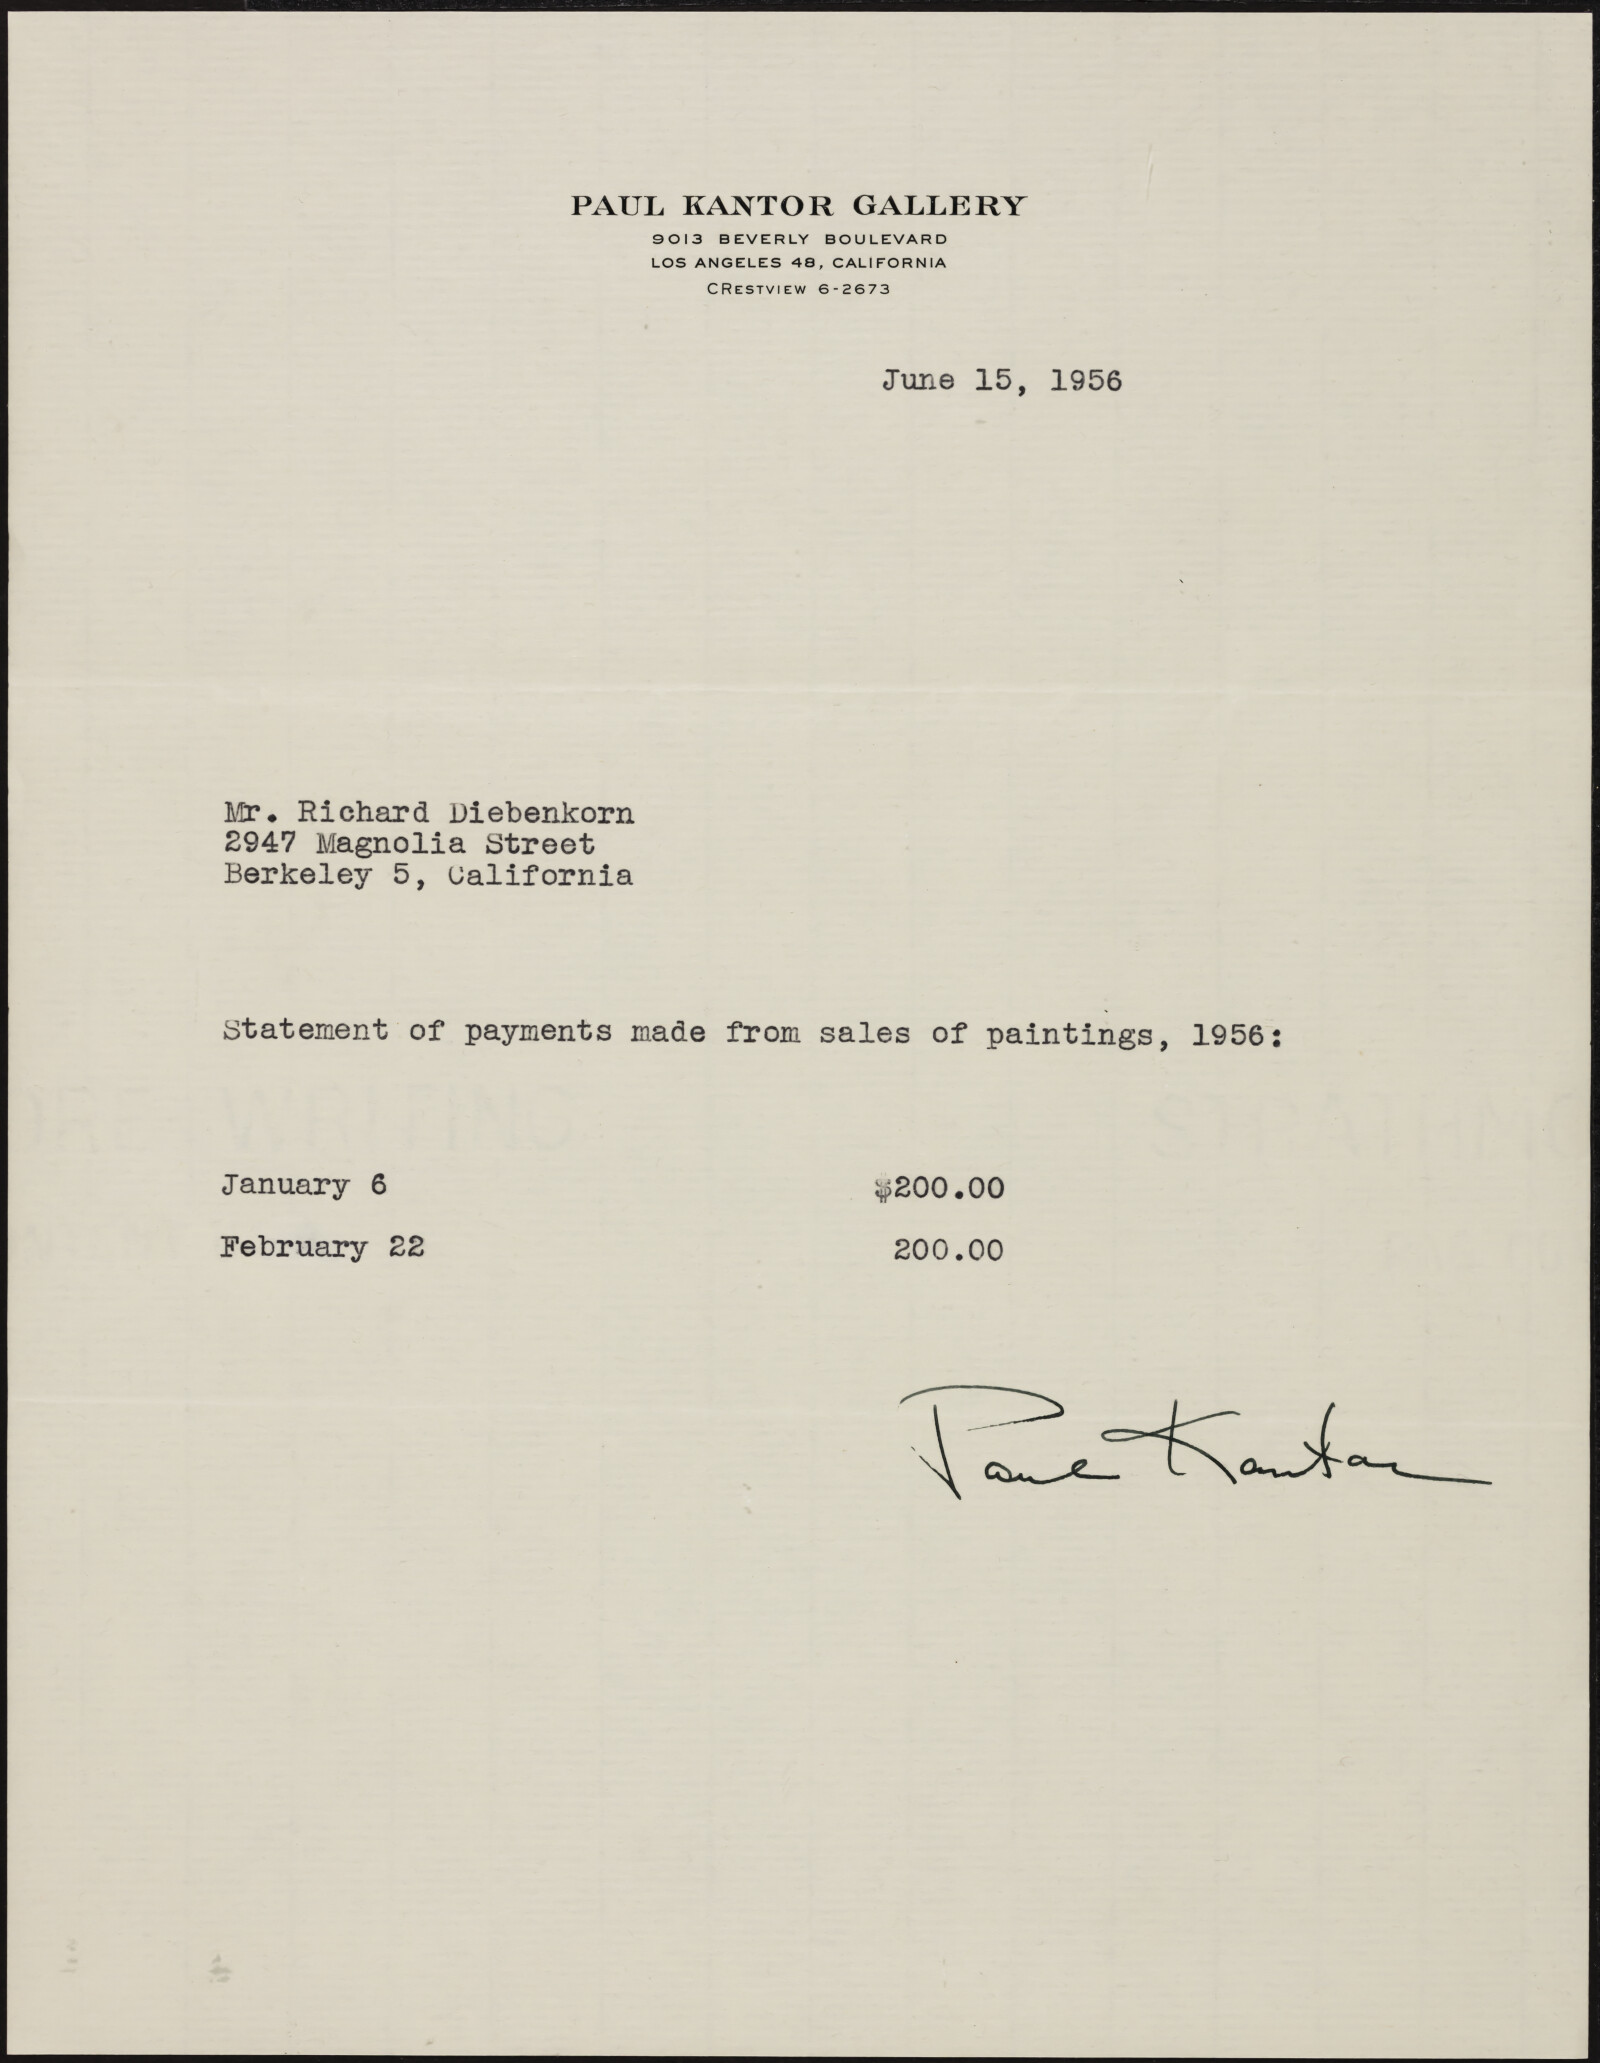 PAUL KANTOR GALLERY
9013 BEVERLY BOULEVARD
LOS ANGELES 48, CALIFORNIA
CRESTVIEW 6-2673
June 15, 1956
Mr. Richard Diebenkorn
2947 Magnolia Street
Berkeley 5, California
Statement of payments made from sales of paintings, 1956:
January 6 $200.00
February 22 200.00
Paul Kantor